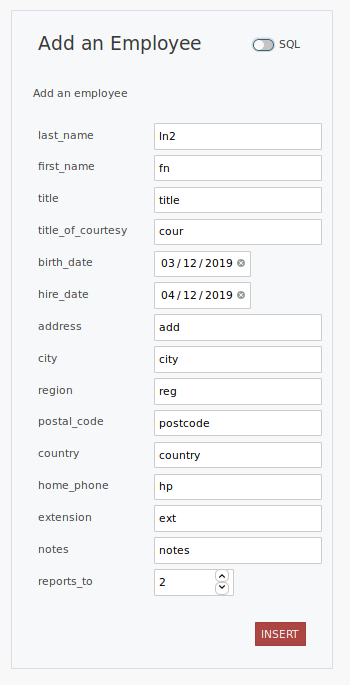 Add an Employee SQL
Add an employee
last_name ln2
first_name fn
title title
title_of_courtesy cour
birth_date 03/12/2019
hire_date 04/12/2019
address add
city city
region reg
postal_code postcode
country country
home_phone hp
extension ext
notes notes
reports_to 2
INSERT